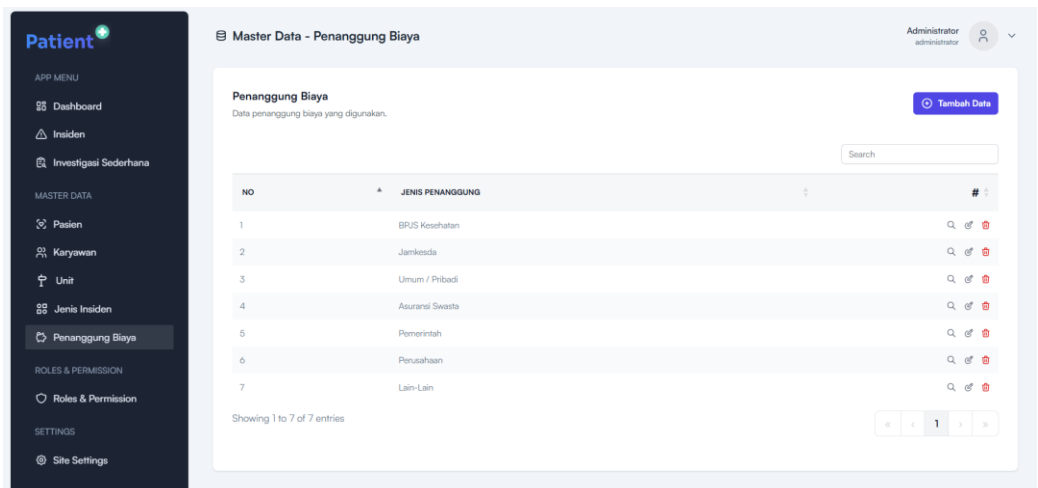 Patient
APP MENU
Dashboard
Insiden
Investigasi Sederhana
MASTER DATA
Pasien
Karyawan
Unit
Jenis Insiden
Penanggung Biaya
ROLES & PERMISSION
Roles & Permission
SETTINGS
Site Settings
Master Data - Penanggung Biaya
Administrator
administrator
Penanggung Biaya
Data penanggung biaya yang digunakan.
Tambah Data
Search
NO JENIS PENANGGUNG #
1 BPJS Kesehatan
2 Jamkesda
3 Umum / Pribadi
4 Asuransi Swasta
5 Pemerintah
6 Perusahaan
7 Lain-Lain
Showing 1 to 7 of 7 entries
« ‹ 1 › »